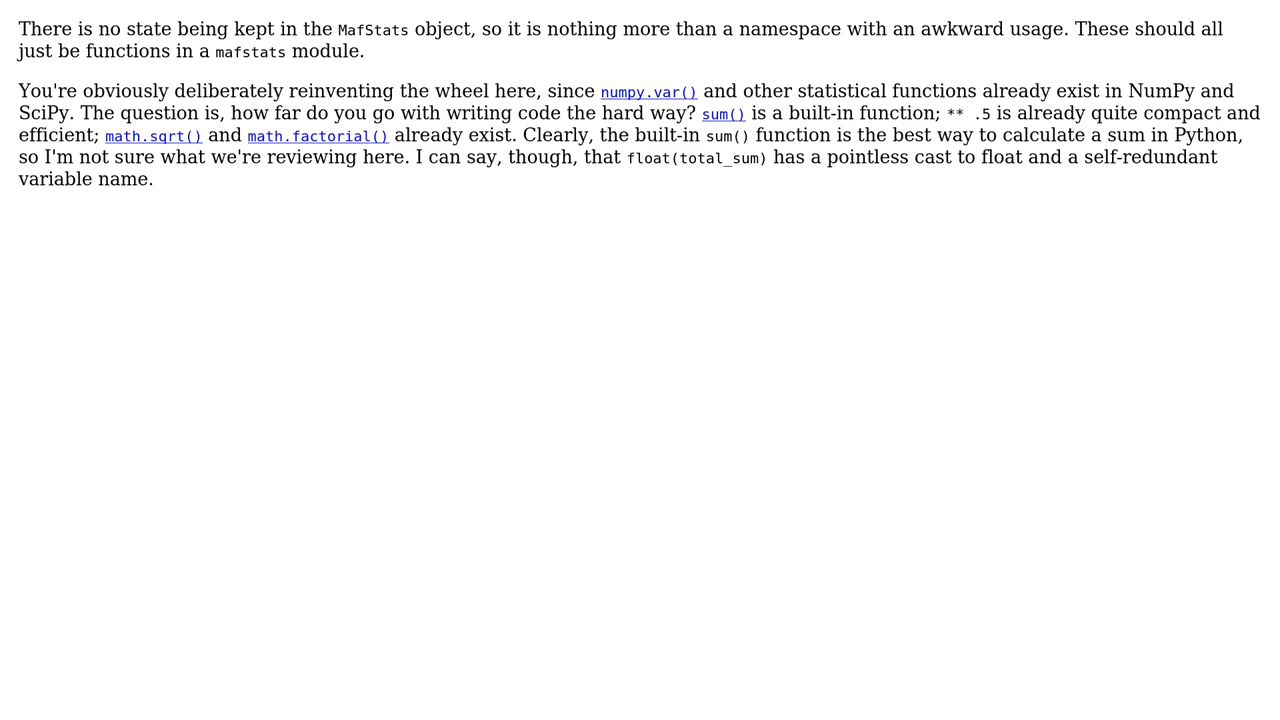 There is no state being kept in the MafStats object, so it is nothing more than a namespace with an awkward usage. These should all
just be functions in a mafstats module.
You're obviously deliberately reinventing the wheel here, since numpy.var() and other statistical functions already exist in NumPy and
SciPy. The question is, how far do you go with writing code the hard way? sum() is a built-in function; ** .5 is already quite compact and
efficient; math.sqrt() and math.factorial() already exist. Clearly, the built-in sum() function is the best way to calculate a sum in Python,
so I'm not sure what we're reviewing here. I can say, though, that float(total_sum) has a pointless cast to float and a self-redundant
variable name.